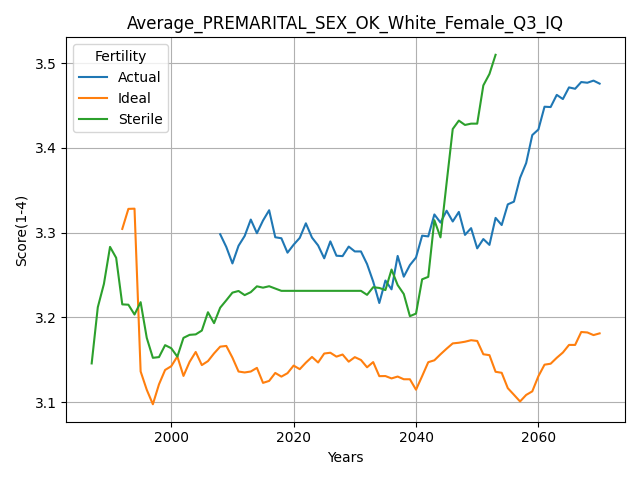 Average_PREMARITAL_SEX_OK_White_Female_Q3_IQ
Fertility
Actual
Ideal
Sterile
Score(1-4)
3.5
3.4
3.3
3.2
3.1
2000
2020
2040
2060
Years